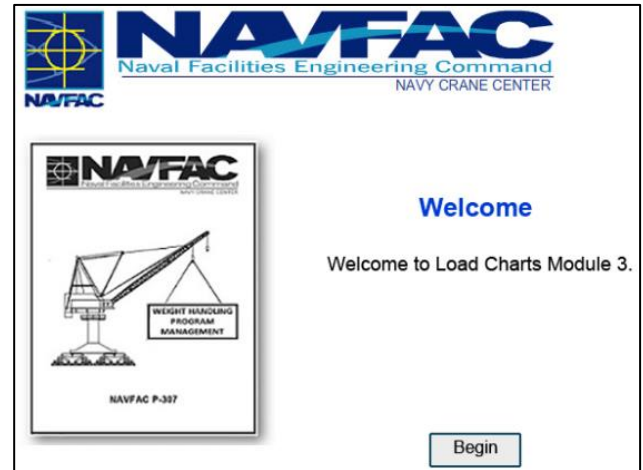 NAVFAC
Naval Facilities Engineering Command
NAVY CRANE CENTER
NAVFAC
NAVFAC
Naval Facilities Engineering Command
NAVY CRANE CENTER
WEIGHT HANDLING
PROGRAM
MANAGEMENT
NAVFAC P-307
Welcome
Welcome to Load Charts Module 3.
Begin